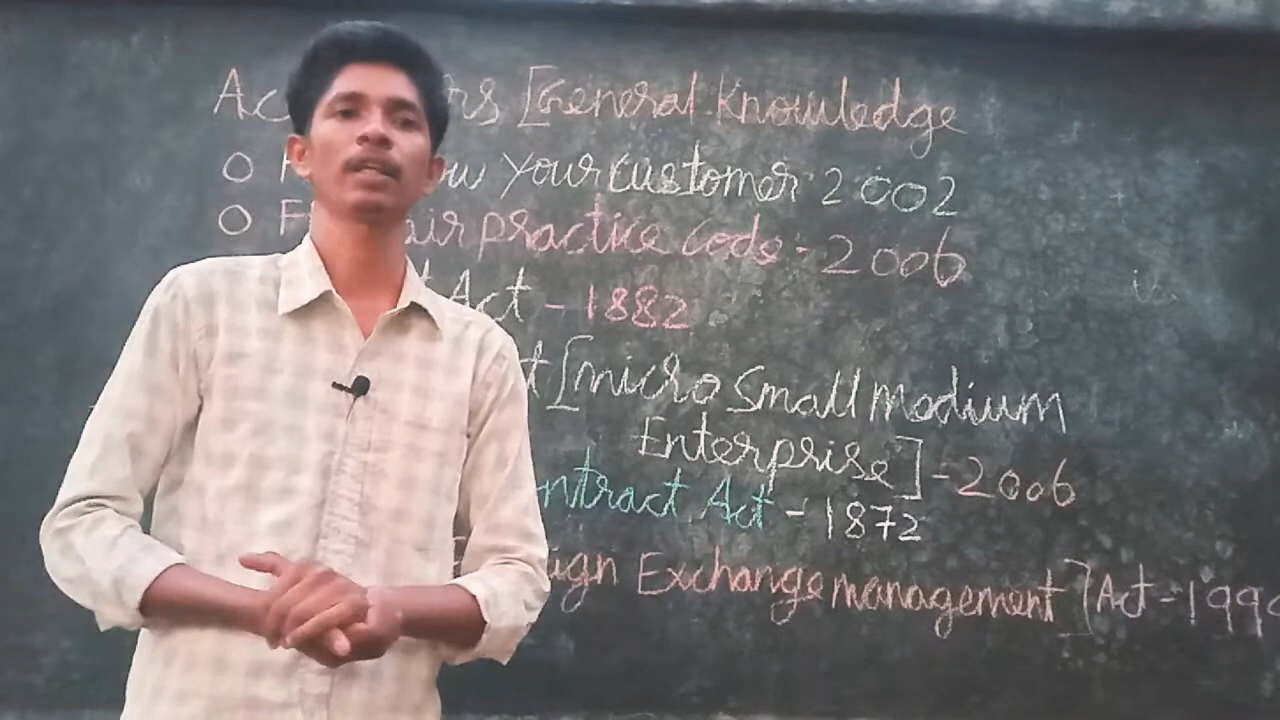 Ac rs [General Knowledge
O your customer 2002
O F air practice code - 2006
Act - 1882
t [micro small medium
Enterprise] - 2006
ntract Act - 1872
ign Exchange management] Act - 199